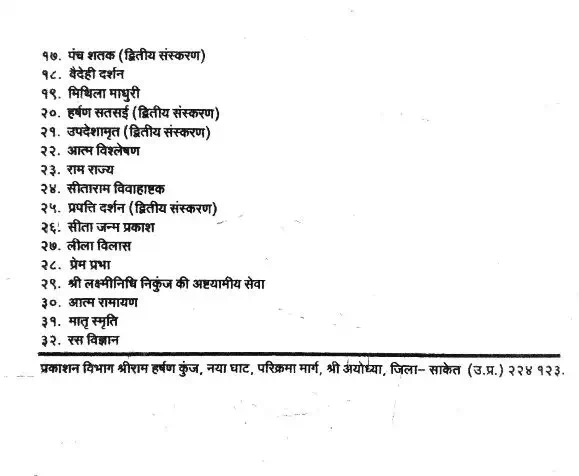 १७. पंच शतक (द्वितीय संस्करण)
१८. वैदेही दर्शन
१९. मिथिला माधुरी
२०. हर्षण सतसई (द्वितीय संस्करण)
२१. उपदेशामृत (द्वितीय संस्करण)
२२. आत्म विश्लेषण
२३. राम राज्य
२४. सीताराम विवाहाष्टक
२५. प्रपत्ति दर्शन (द्वितीय संस्करण)
२६. सीता जन्म प्रकाश
२७. लीला विलास
२८. प्रेम प्रभा
२९. श्री लक्ष्मीनिधि निकुंज की अष्टयामीय सेवा
३०. आत्म रामायण
३१. मातृ स्मृति
३२. रस विज्ञान
प्रकाशन विभाग श्रीराम हर्षण कुंज, नया घाट, परिक्रमा मार्ग, श्री अयोध्या, ज़िला– साकेत (उ.प्र.) २२४ १२३.